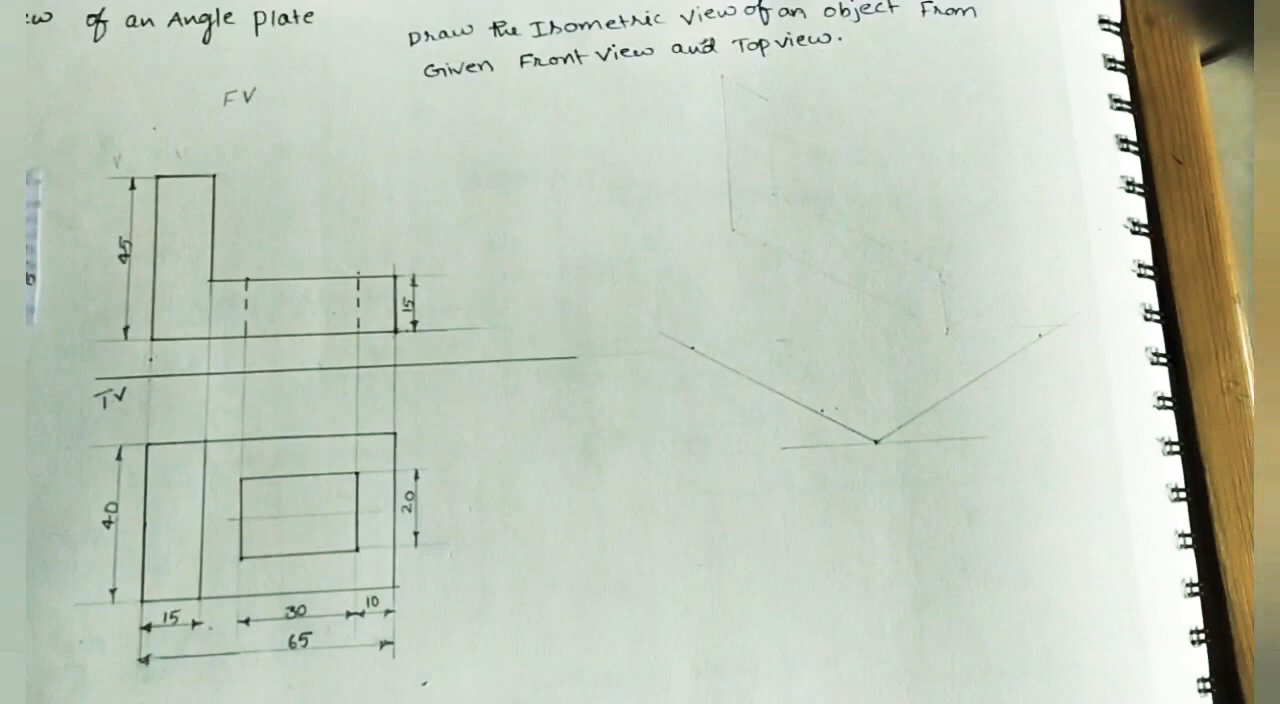 of an Angle plate
Draw the Isometric view of an object From
Given Front view and Top view.
FV
45
15
TV
40
20
15
30
10
65